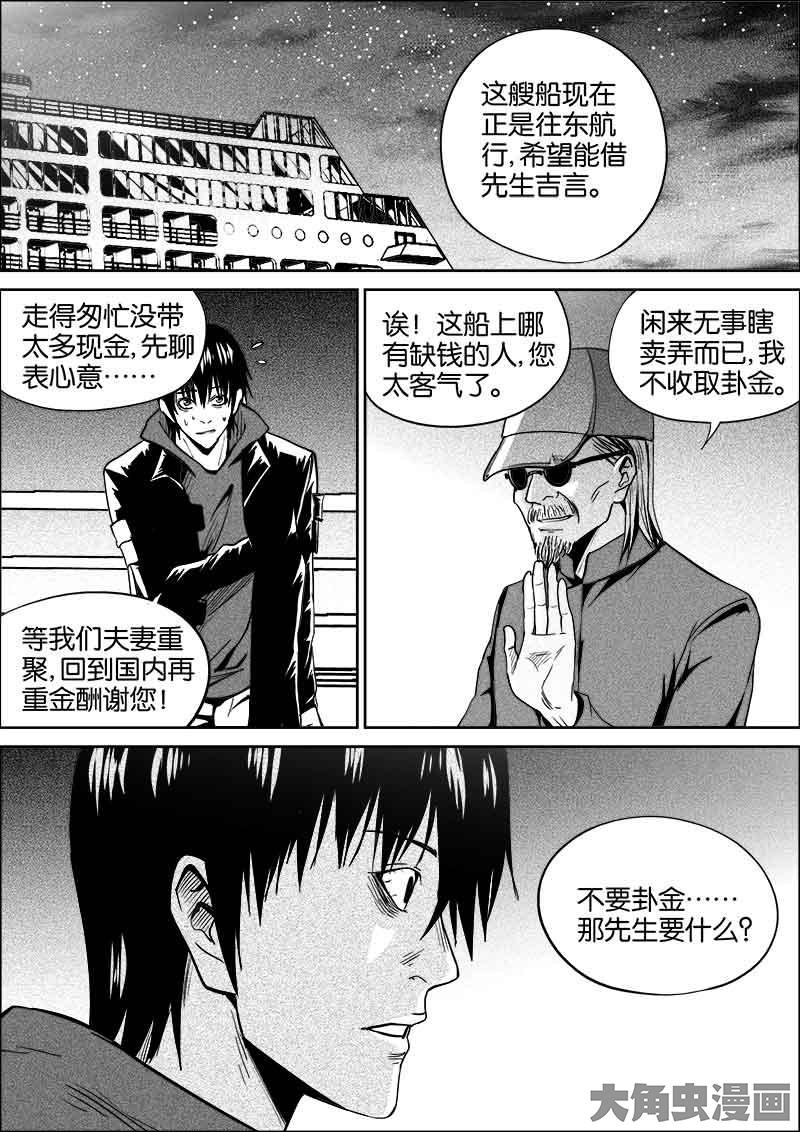 这艘船现在
正是往东航
行,希望能借
先生吉言。
走得匆忙没带
太多现金,先聊
表心意……
等我们夫妻重
聚,回到国内再
重金酬谢您！
诶！这船上哪
有缺钱的人,您
太客气了。
闲来无事瞎
卖弄而已,我
不收取卦金。
不要卦金……
那先生要什么？
大角虫漫画